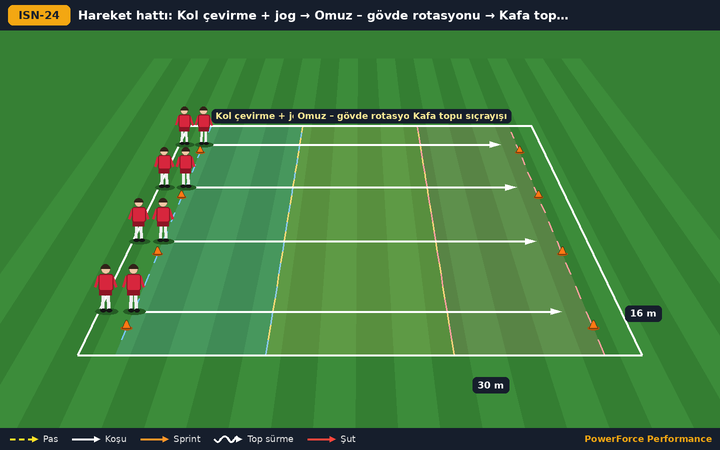 ISN-24 Hareket hattı: Kol çevirme + jog → Omuz – gövde rotasyonu → Kafa top...
Kol çevirme + j Omuz – gövde rotasyo Kafa topu sıçrayışı
16 m
30 m
Pas Koşu Sprint Top sürme Şut PowerForce Performance